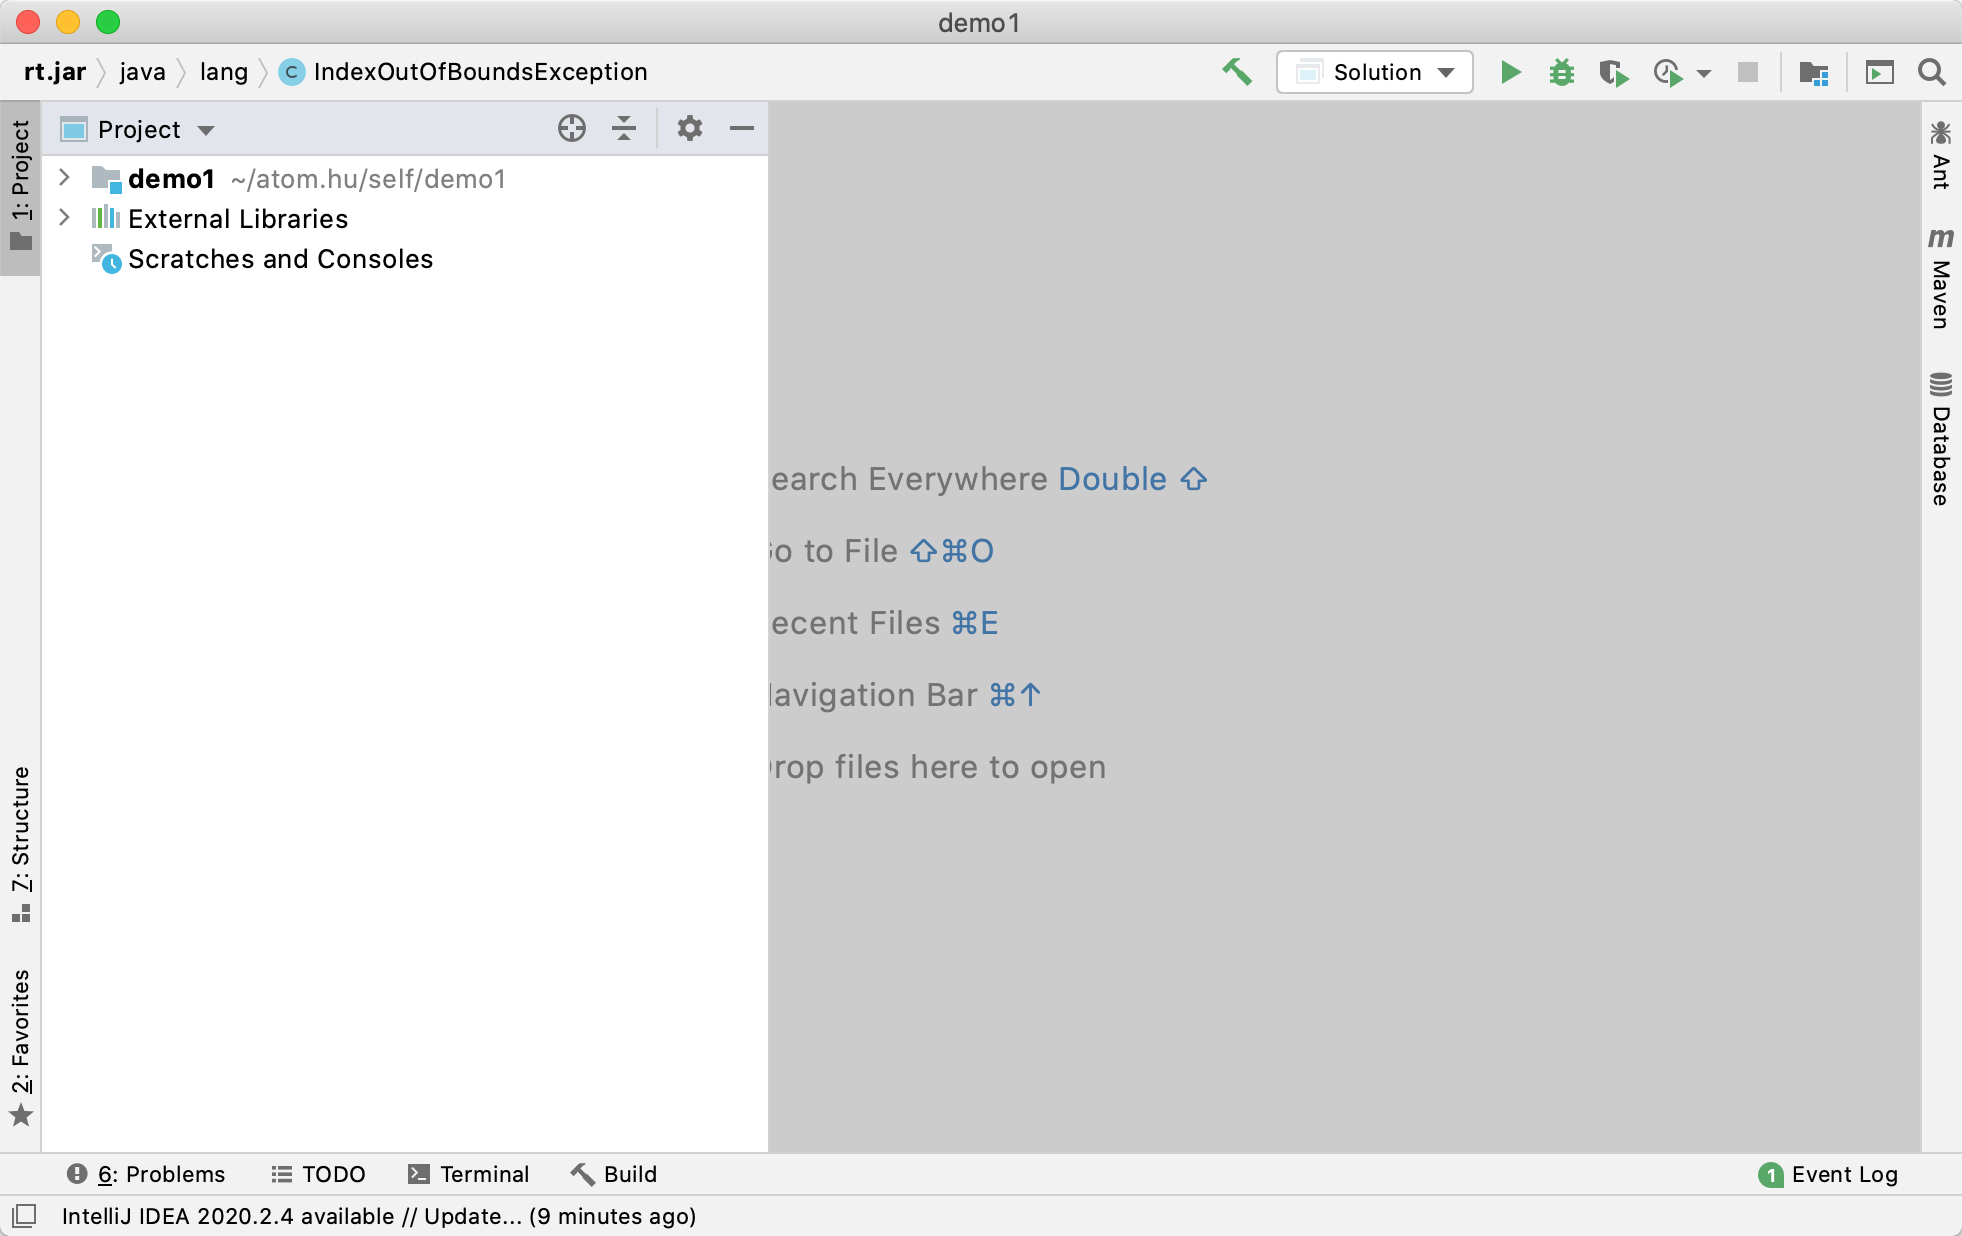 demo1
rt.jar java lang C IndexOutOfBoundsException
Solution
1: Project
Project
demo1 ~/atom.hu/self/demo1
External Libraries
Scratches and Consoles
7: Structure
2: Favorites
earch Everywhere Double ⇧
o to File ⇧⌘O
ecent Files ⌘E
avigation Bar ⌘↑
rop files here to open
Ant
m Maven
Database
6: Problems TODO Terminal Build
1 Event Log
IntelliJ IDEA 2020.2.4 available // Update... (9 minutes ago)